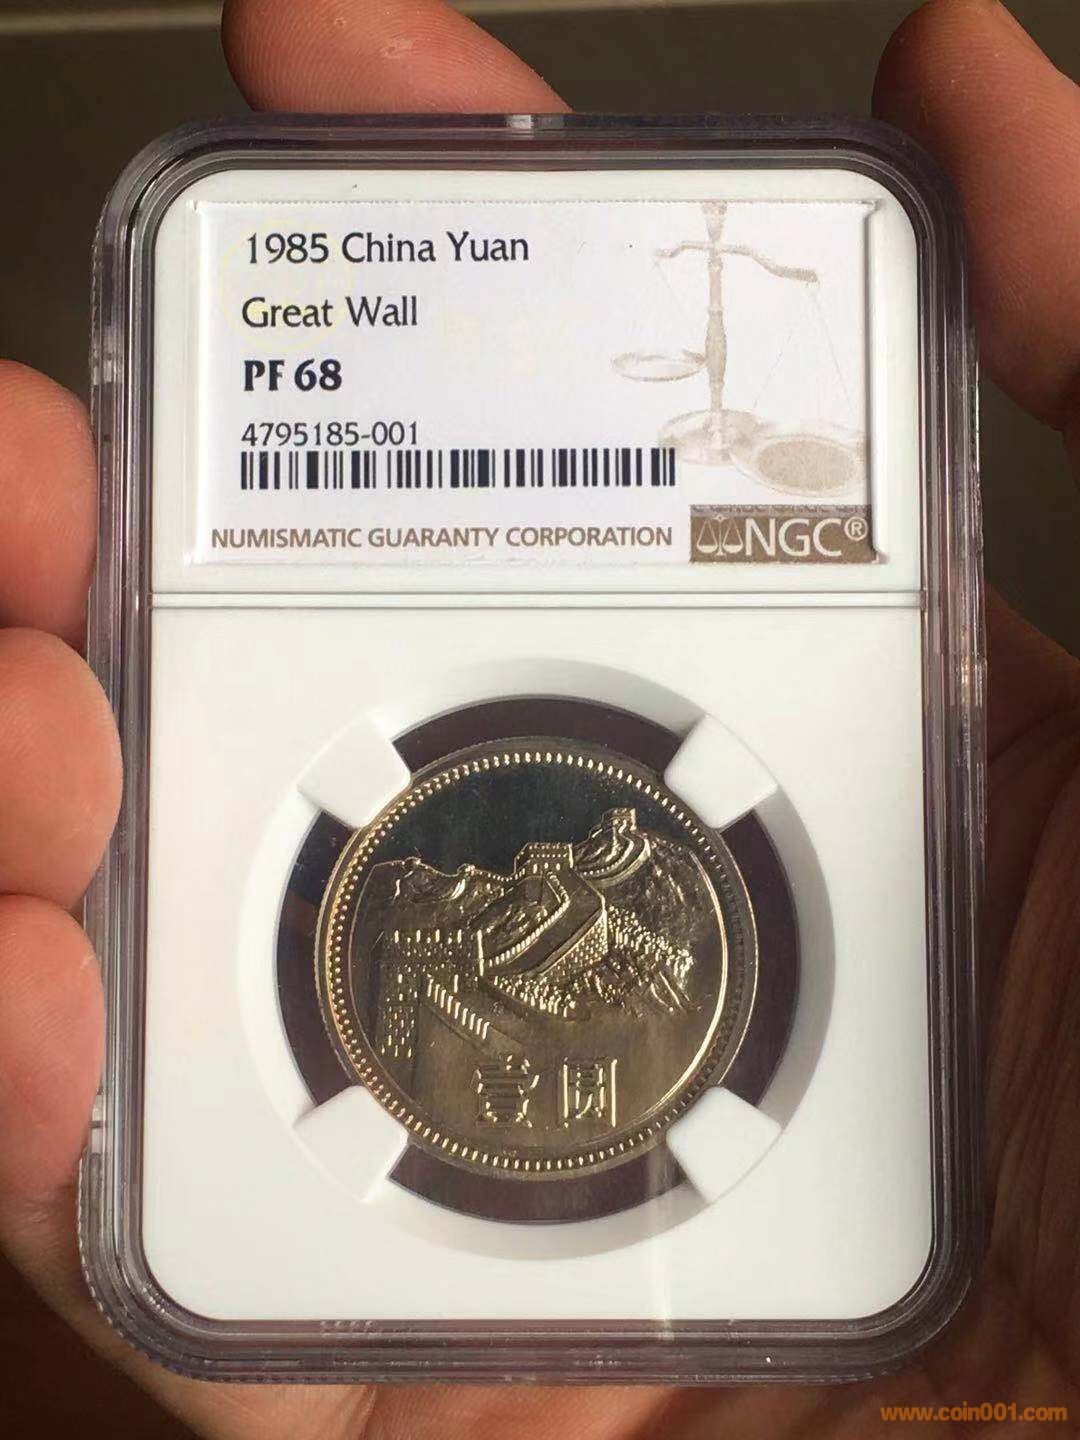 1985 China Yuan
Great Wall
PF 68
4795185-001
NUMISMATIC GUARANTY CORPORATION
NGC®
壹圆
www.coin001.com